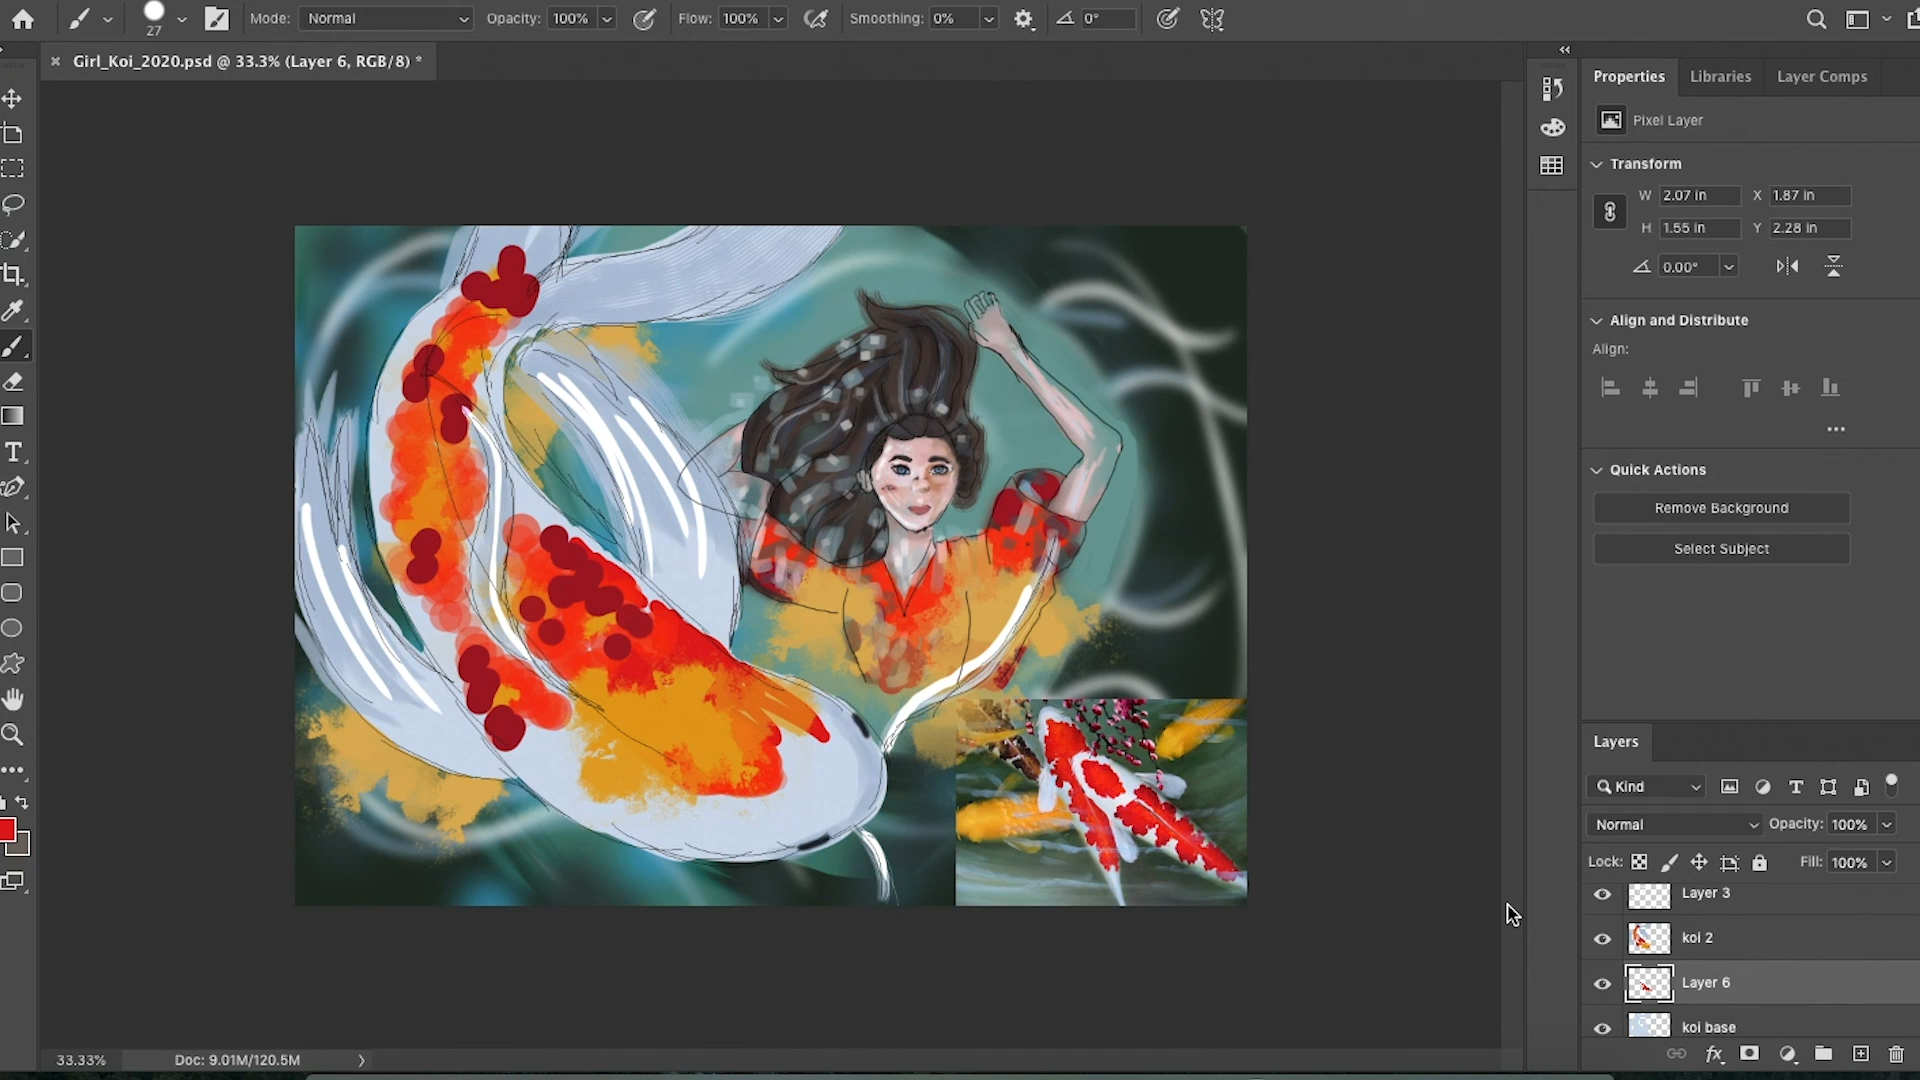 Mode: Normal Opacity: 100% Flow: 100% Smoothing: 0% 0°
27
Girl_Koi_2020.psd @ 33.3% (Layer 6, RGB/8) *
Properties Libraries Layer Comps
Pixel Layer
Transform
W 2.07 in X 1.87 in
H 1.55 in Y 2.28 in
0.00°
Align and Distribute
Align:
Quick Actions
Remove Background
Select Subject
Layers
Kind
Normal Opacity: 100%
Lock: Fill: 100%
Layer 3
koi 2
Layer 6
koi base
fx
33.33% Doc: 9.01M/120.5M